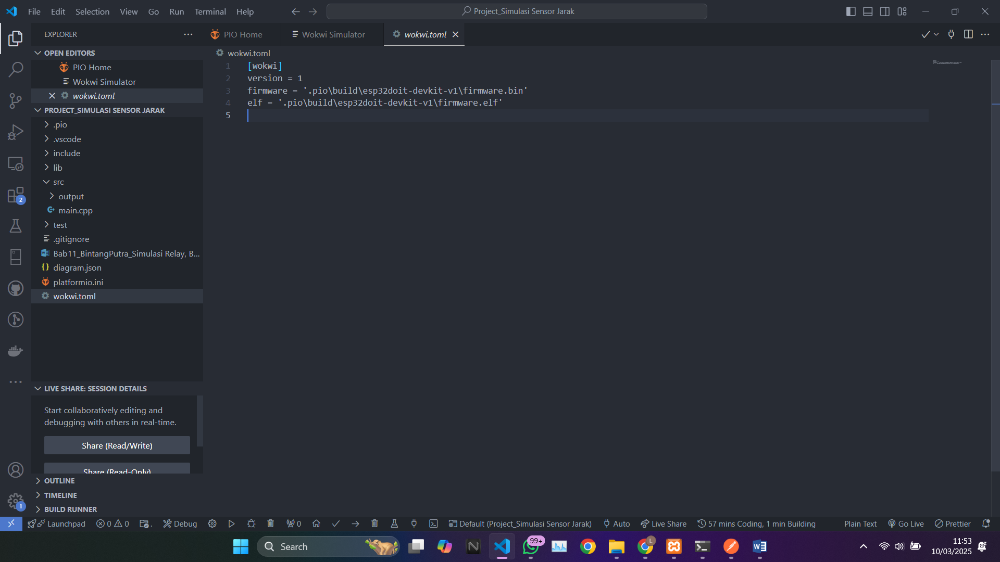 File Edit Selection View Go Run Terminal Help
Project_Simulasi Sensor Jarak
EXPLORER
OPEN EDITORS
PIO Home
Wokwi Simulator
wokwi.toml
PROJECT_SIMULASI SENSOR JARAK
.pio
.vscode
include
lib
src
output
main.cpp
test
.gitignore
Bab11_BintangPutra_Simulasi Relay, B...
diagram.json
platformio.ini
wokwi.toml
LIVE SHARE: SESSION DETAILS
Start collaboratively editing and
debugging with others in real-time.
Share (Read/Write)
Share (Read-Only)
OUTLINE
TIMELINE
BUILD RUNNER
2
1
PIO Home Wokwi Simulator wokwi.toml
wokwi.toml
1 [wokwi]
2 version = 1
3 firmware = '.pio\build\esp32doit-devkit-v1\firmware.bin'
4 elf = '.pio\build\esp32doit-devkit-v1\firmware.elf'
5
Launchpad 0 0 Debug 0 Default (Project_Simulasi Sensor Jarak) Auto Live Share 57 mins Coding, 1 min Building Plain Text Go Live Prettier
Search
99+
L
11:53
10/03/2025